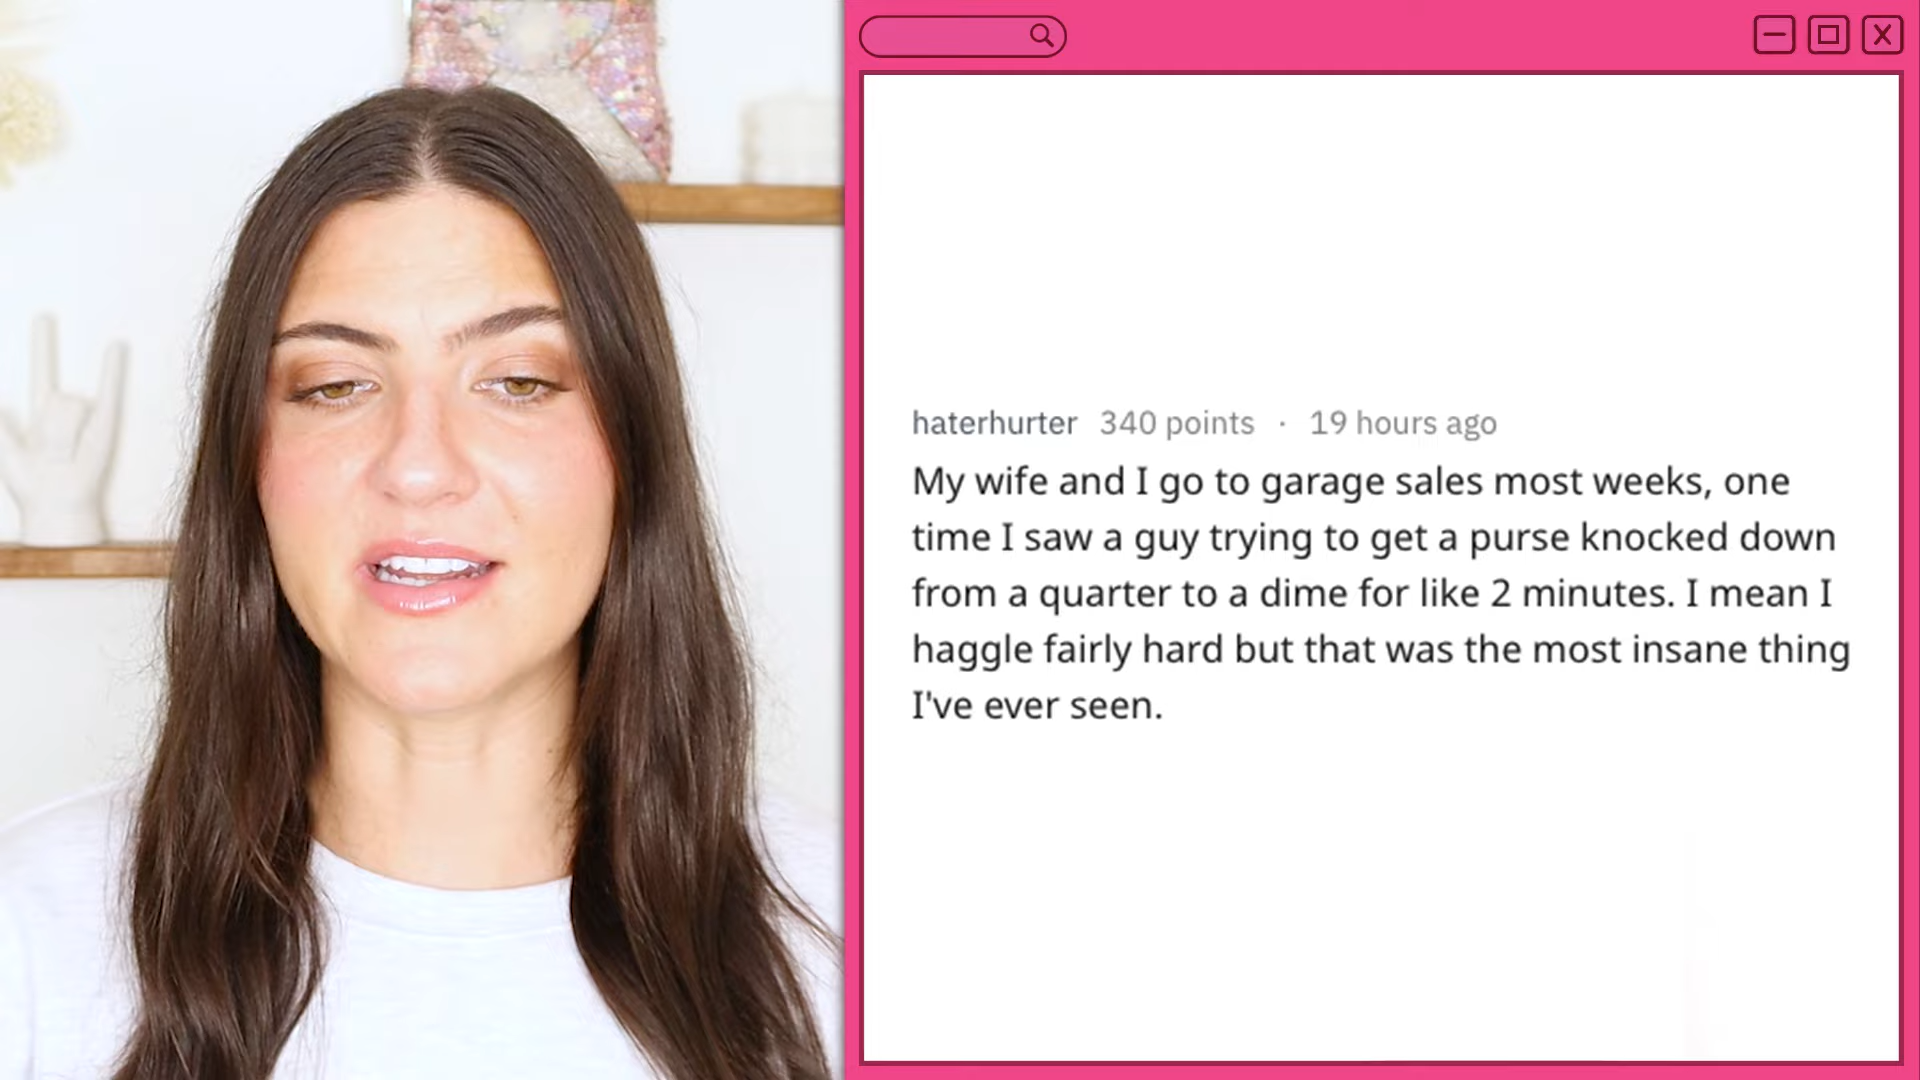 haterhurter 340 points · 19 hours ago
My wife and I go to garage sales most weeks, one
time I saw a guy trying to get a purse knocked down
from a quarter to a dime for like 2 minutes. I mean I
haggle fairly hard but that was the most insane thing
I've ever seen.